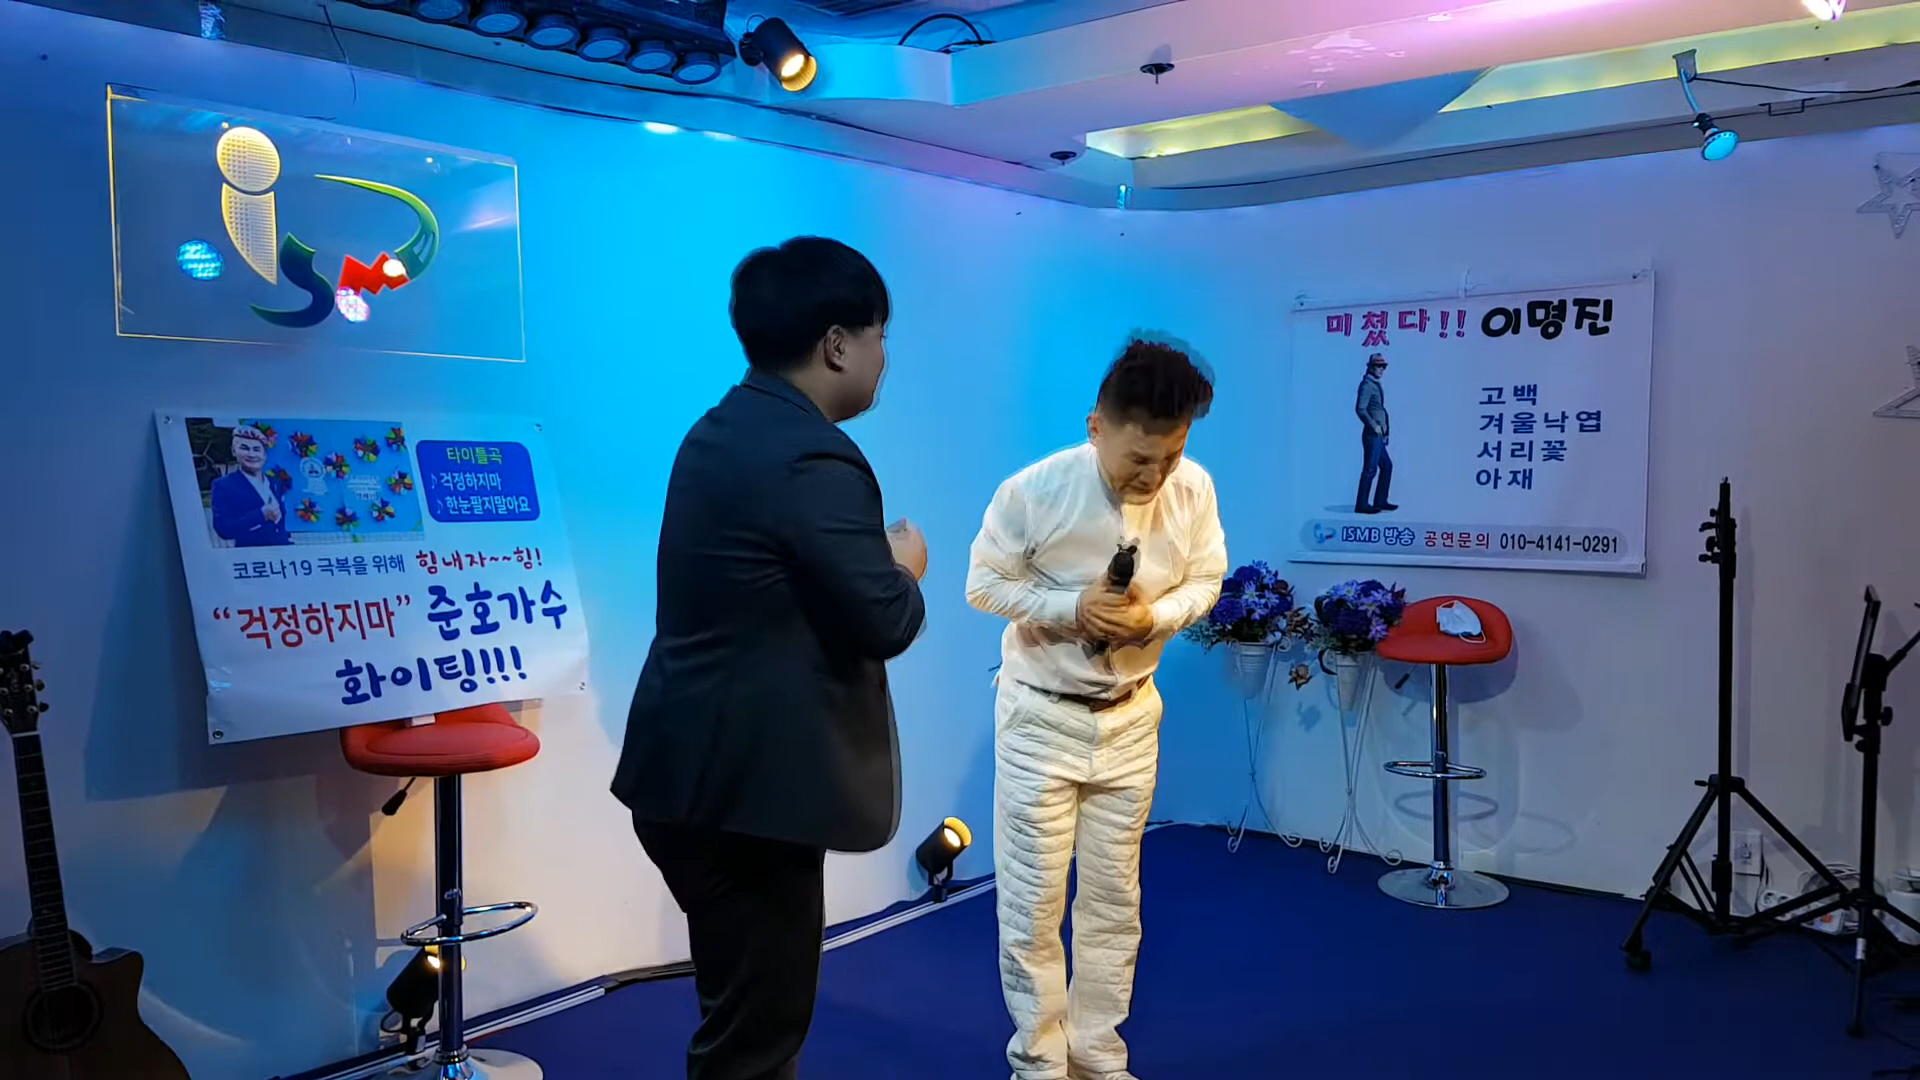 타이틀곡
♪걱정하지마
♪한눈팔지말아요
코로나19 극복을 위해 힘내자~~힘!
“걱정하지마” 준호가수
화이팅!!!
미쳤다!! 이명진
고백
겨울낙엽
서리꽃
아재
ISMB 방송 공연문의 010-4141-0291